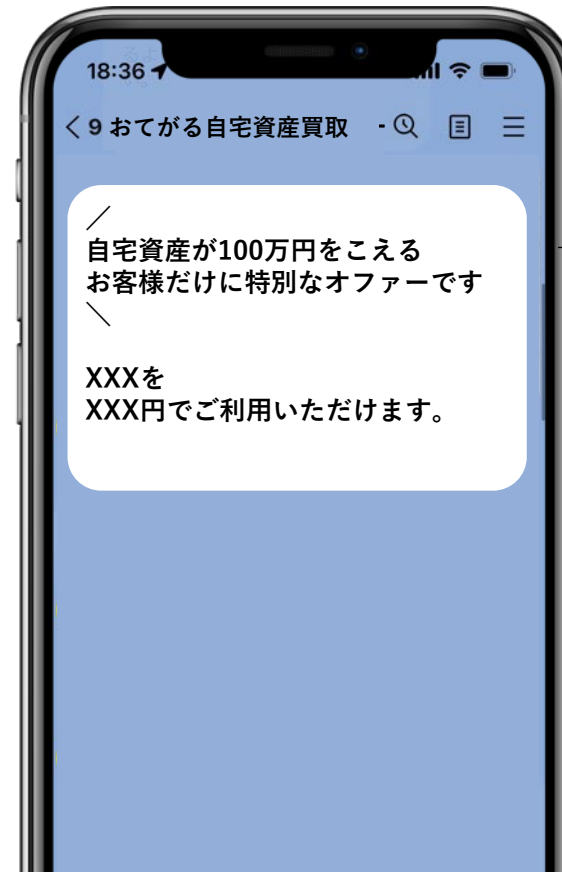 18:36
9 おてがる自宅資産買取
／
自宅資産が100万円をこえる
お客様だけに特別なオファーです
＼
XXXを
XXX円でご利用いただけます。